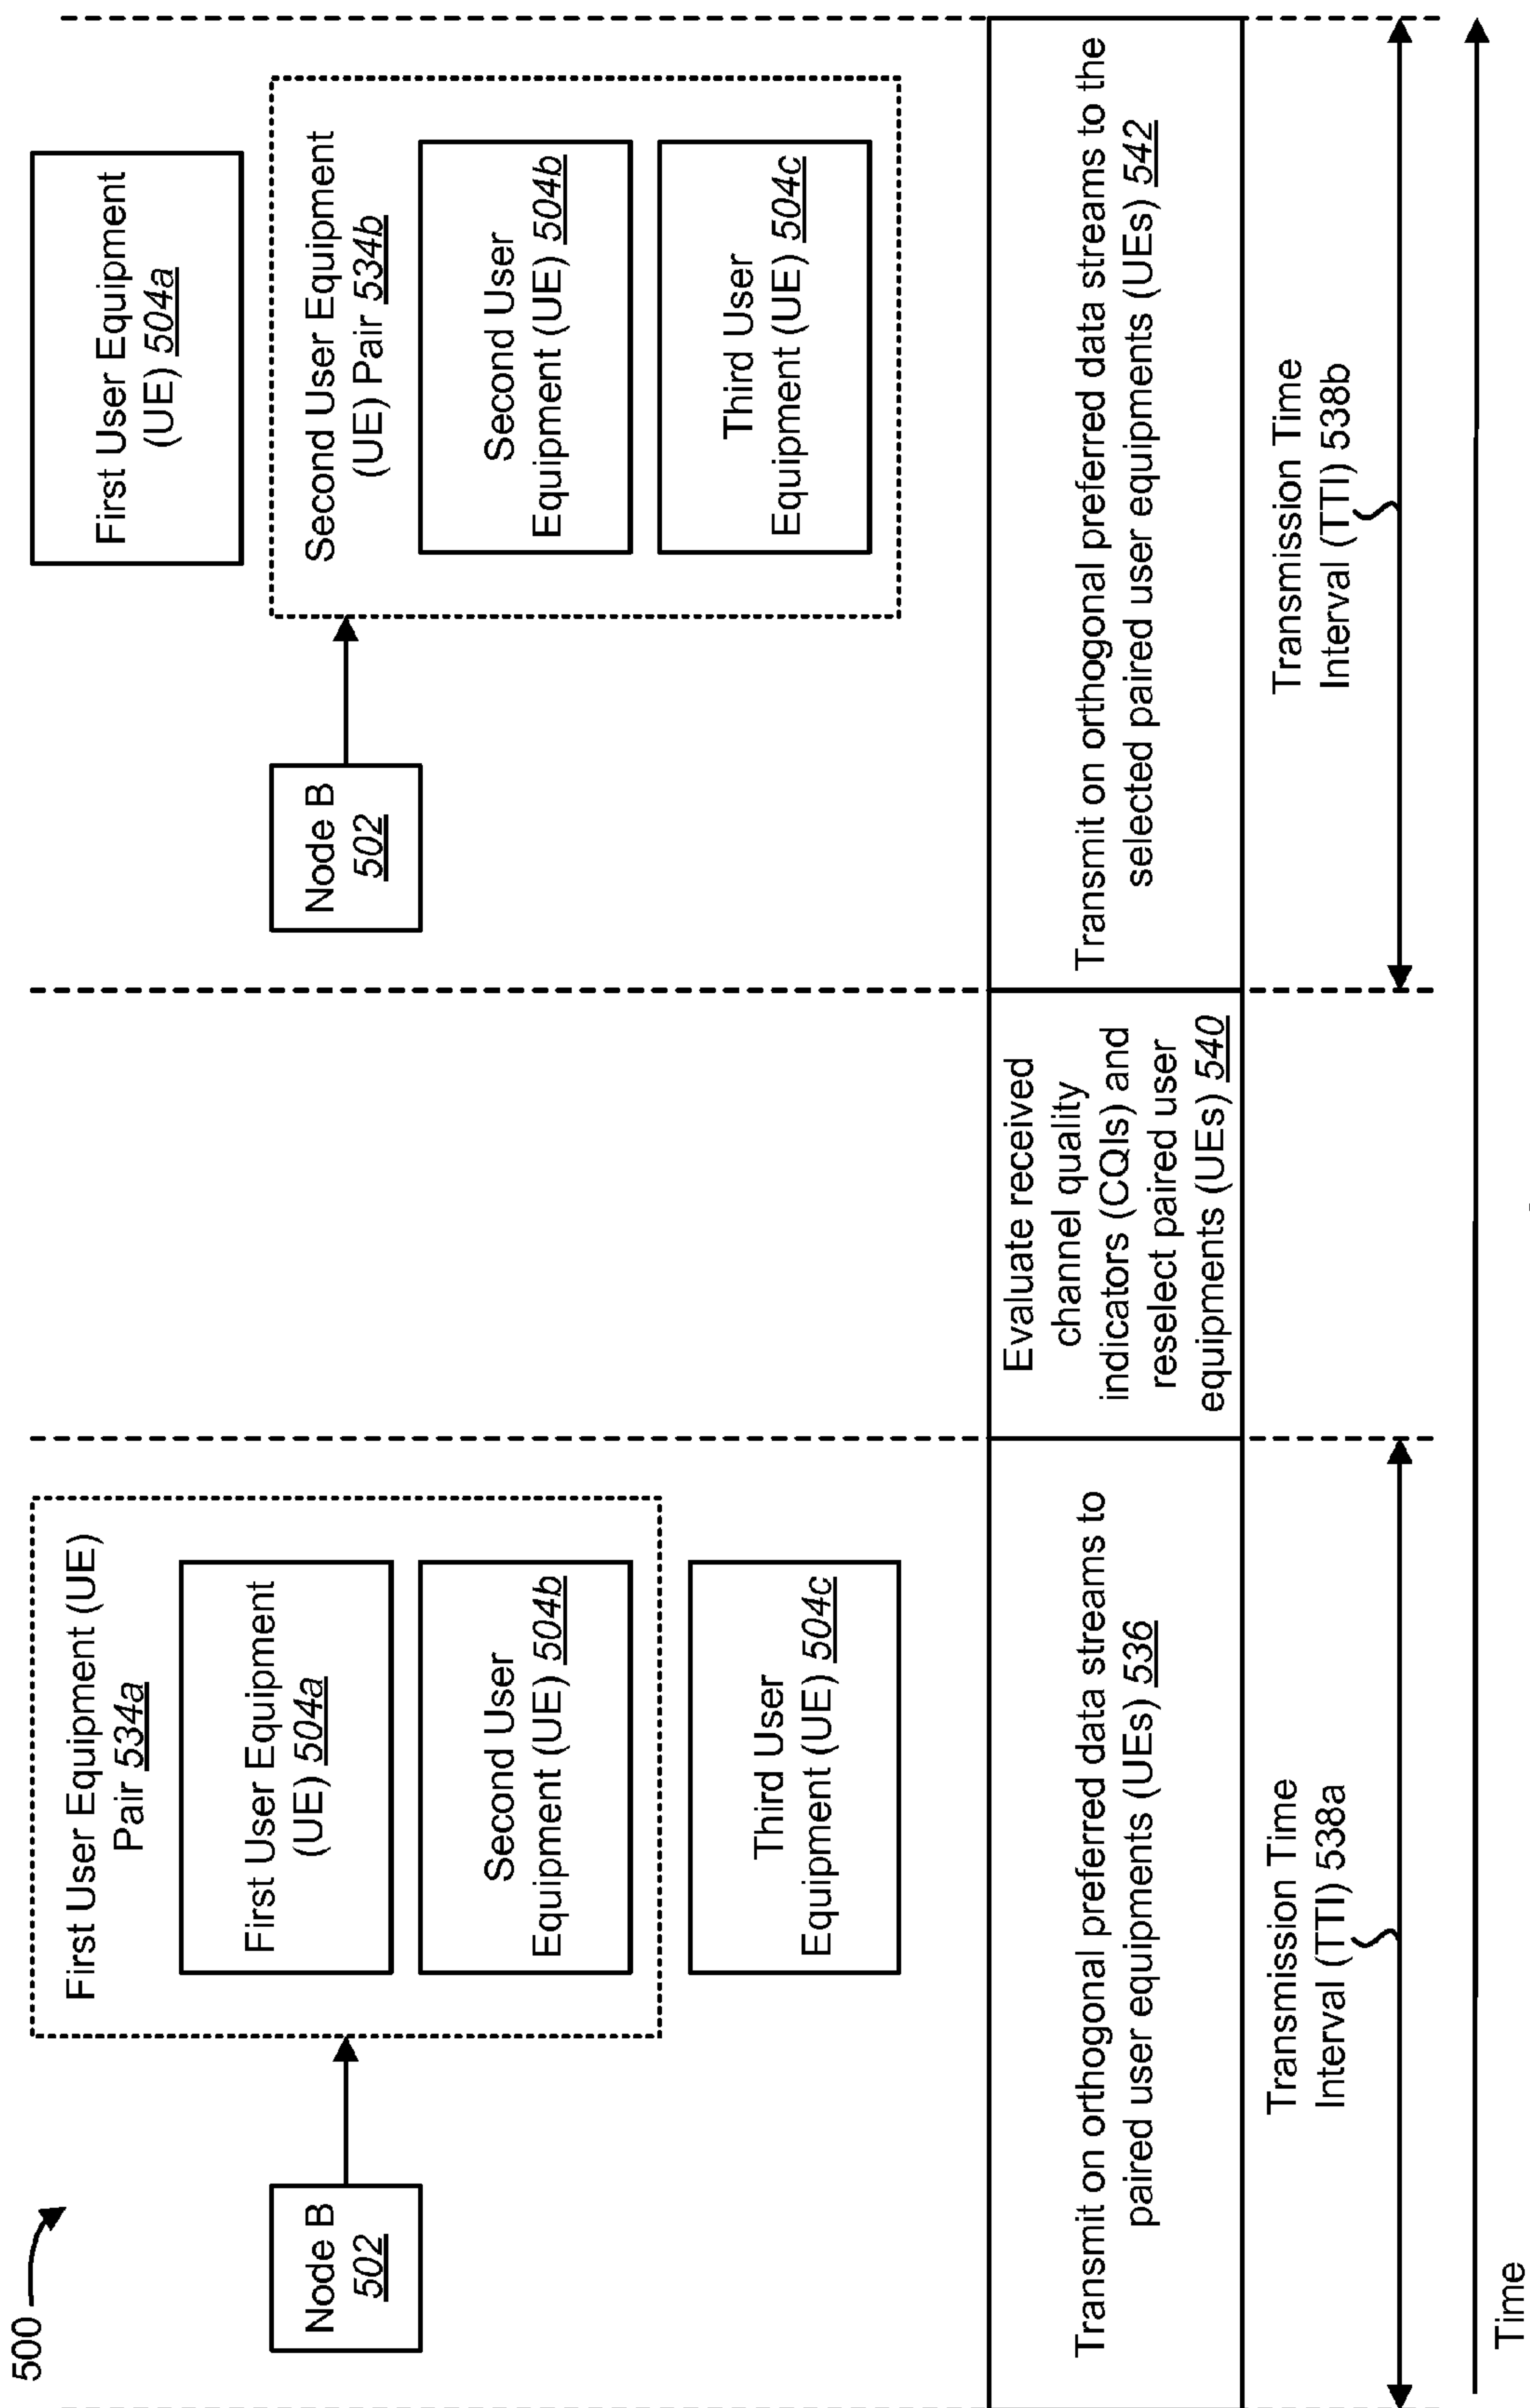 500
First User Equipment (UE)
Pair 534a
First User Equipment
(UE) 504a
Second User
Equipment (UE) 504b
Third User
Equipment (UE) 504c
Node B
502
First User Equipment
(UE) 504a
Second User Equipment
(UE) Pair 534b
Second User
Equipment (UE) 504b
Third User
Equipment (UE) 504c
Node B
502
Transmit on orthogonal preferred data streams to
paired user equipments (UEs) 536
Evaluate received
channel quality
indicators (CQIs) and
reselect paired user
equipments (UEs) 540
Transmit on orthogonal preferred data streams to the
selected paired user equipments (UEs) 542
Transmission Time
Interval (TTI) 538a
Transmission Time
Interval (TTI) 538b
Time